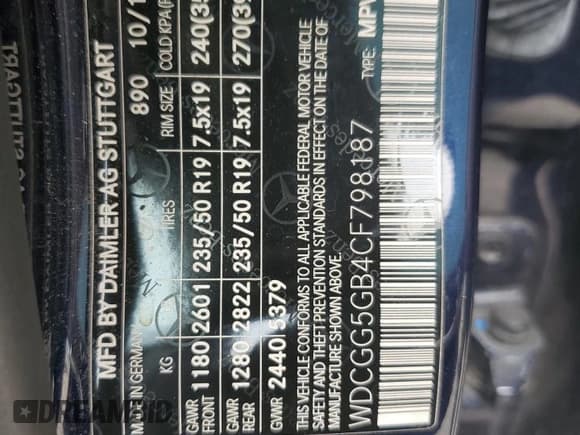 MFD BY DAIMLER AG STUTTGART
MADE IN GERMANY 890 10/1
KG TIRES RIM SIZE COLD KPA
GAWR FRONT 1180 2601 235/50 R19 7.5x19 240(35
GAWR REAR 1280 2822 235/50 R19 7.5x19 270(39
GVWR 2440 5379
THIS VEHICLE CONFORMS TO ALL APPLICABLE FEDERAL MOTOR VEHICLE
SAFETY AND THEFT PREVENTION STANDARDS IN EFFECT ON THE DATE OF
MANUFACTURE SHOWN ABOVE.
WDCGG5GB4CF798187 TYPE: MPV
DREAMBID